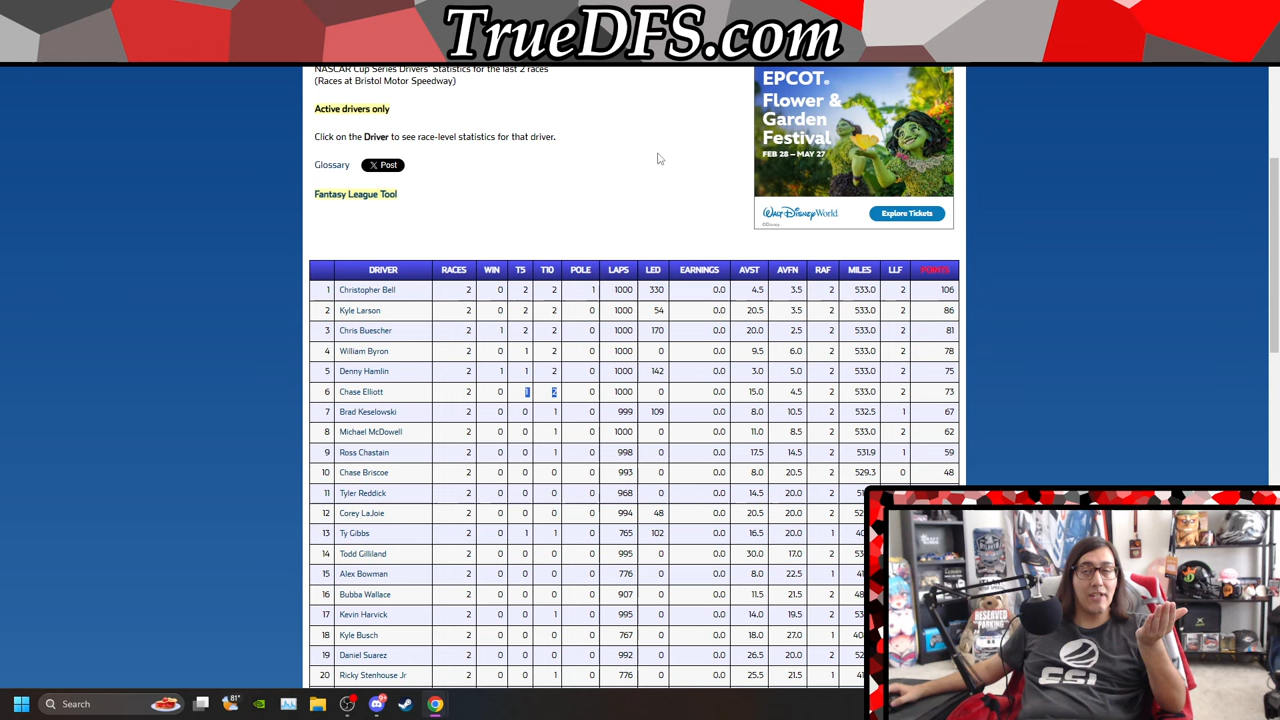 TrueDFS.com
NASCAR Cup Series Drivers' Statistics for the last 2 races
(Races at Bristol Motor Speedway)
Active drivers only
Click on the Driver to see race-level statistics for that driver.
Glossary X Post
Fantasy League Tool
EPCOT®
Flower &
Garden
Festival
FEB 28 – MAY 27
Walt Disney World Explore Tickets
©Disney
DRIVER RACES WIN T5 T10 POLE LAPS LED EARNINGS AVST AVFN RAF MILES LLF
1 Christopher Bell 2 0 2 2 1 1000 330 0.0 4.5 3.5 2 533.0 2 106
2 Kyle Larson 2 0 2 2 0 1000 54 0.0 20.5 3.5 2 533.0 2 86
3 Chris Buescher 2 1 2 2 0 1000 170 0.0 20.0 2.5 2 533.0 2 81
4 William Byron 2 0 1 2 0 1000 0 0.0 9.5 6.0 2 533.0 2 78
5 Denny Hamlin 2 1 1 2 0 1000 142 0.0 3.0 5.0 2 533.0 2 75
6 Chase Elliott 2 0 1 2 0 1000 0 0.0 15.0 4.5 2 533.0 2 73
7 Brad Keselowski 2 0 0 1 0 999 109 0.0 8.0 10.5 2 532.5 1 67
8 Michael McDowell 2 0 0 1 0 1000 0 0.0 11.0 8.5 2 533.0 2 62
9 Ross Chastain 2 0 0 1 0 998 0 0.0 17.5 14.5 2 531.9 1 59
10 Chase Briscoe 2 0 0 0 0 993 0 0.0 8.0 20.5 2 529.3 0 48
11 Tyler Reddick 2 0 0 0 0 968 0 0.0 14.5 20.0 2 51
12 Corey LaJoie 2 0 0 0 0 994 48 0.0 20.5 20.0 2 52
13 Ty Gibbs 2 0 1 1 0 765 102 0.0 16.5 20.0 1 40
14 Todd Gilliland 2 0 0 0 0 995 0 0.0 30.0 17.0 2 53
15 Alex Bowman 2 0 0 0 0 776 0 0.0 8.0 22.5 1 41
16 Bubba Wallace 2 0 0 0 0 907 0 0.0 11.5 21.5 2 48
17 Kevin Harvick 2 0 0 1 0 995 0 0.0 14.0 19.5 2 53
18 Kyle Busch 2 0 0 0 0 767 0 0.0 18.0 27.0 1 40
19 Daniel Suarez 2 0 0 0 0 992 0 0.0 26.5 20.0 2 52
20 Ricky Stenhouse Jr 2 0 0 1 0 776 0 0.0 25.5 21.5 1 41
RESERVED
PARKING
ESI
Search
81°